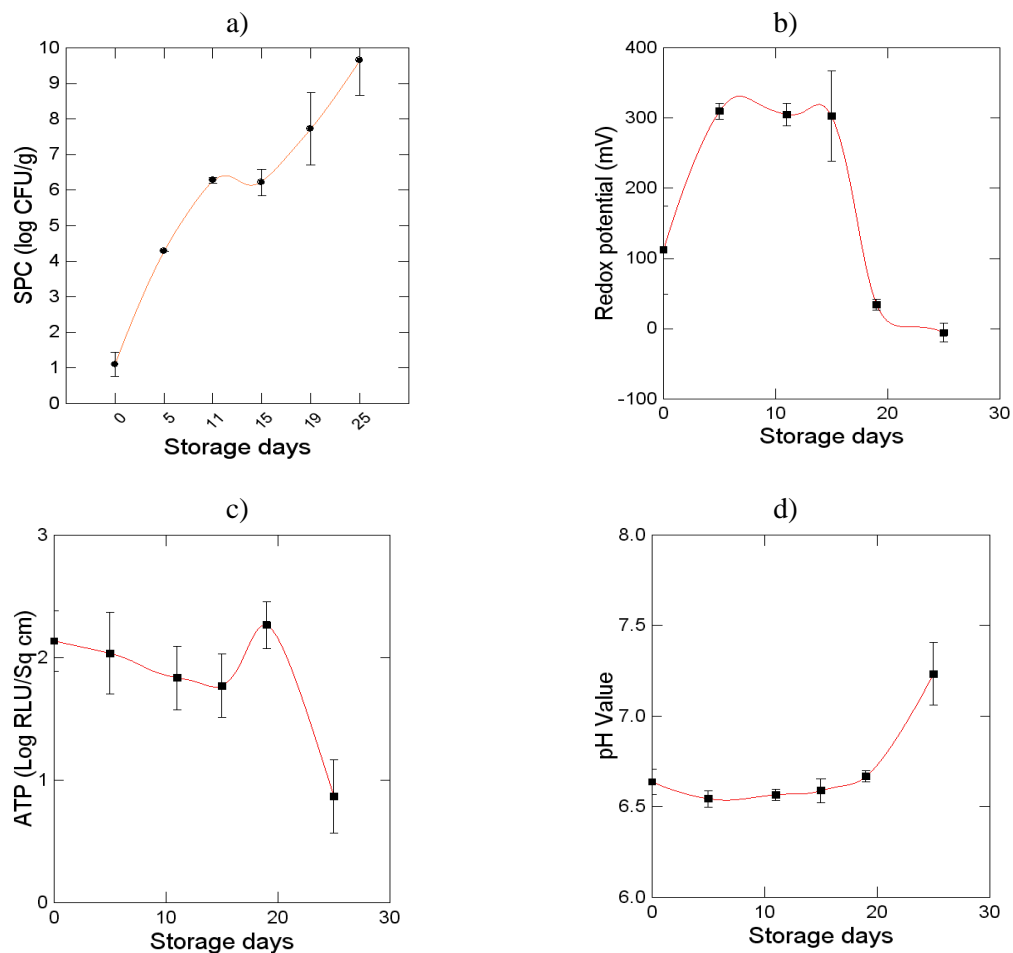 a)
SPC (log CFU/g)
10
9
8
7
6
5
4
3
2
1
0
0 5 11 15 19 25
Storage days
b)
Redox potential (mV)
400
300
200
100
0
-100
0 10 20 30
Storage days
c)
ATP (Log RLU/Sq cm)
3
2
1
0
0 10 20 30
Storage days
d)
pH Value
8.0
7.5
7.0
6.5
6.0
0 10 20 30
Storage days